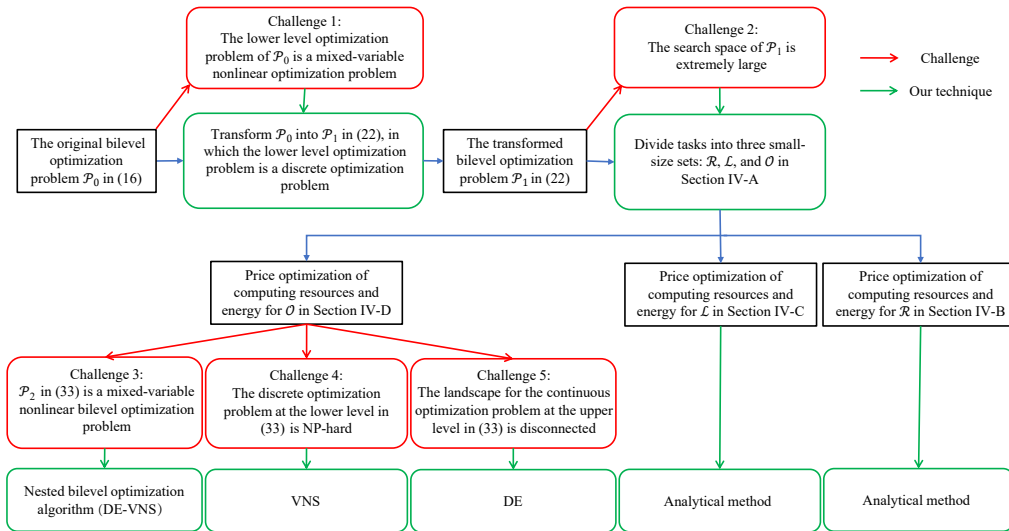 Challenge 1:
The lower level optimization
problem of 𝒫₀ is a mixed-variable
nonlinear optimization problem
Challenge 2:
The search space of 𝒫₁ is
extremely large
Challenge
Our technique
The original bilevel
optimization
problem 𝒫₀ in (16)
Transform 𝒫₀ into 𝒫₁ in (22), in
which the lower level optimization
problem is a discrete optimization
problem
The transformed
bilevel optimization
problem 𝒫₁ in (22)
Divide tasks into three small-
size sets: ℛ, ℒ, and 𝒪 in
Section IV-A
Price optimization of
computing resources and
energy for 𝒪 in Section IV-D
Price optimization of
computing resources and
energy for ℒ in Section IV-C
Price optimization of
computing resources and
energy for ℛ in Section IV-B
Challenge 3:
𝒫₂ in (33) is a mixed-variable
nonlinear bilevel optimization
problem
Challenge 4:
The discrete optimization
problem at the lower level in
(33) is NP-hard
Challenge 5:
The landscape for the continuous
optimization problem at the upper
level in (33) is disconnected
Nested bilevel optimization
algorithm (DE-VNS)
VNS
DE
Analytical method
Analytical method